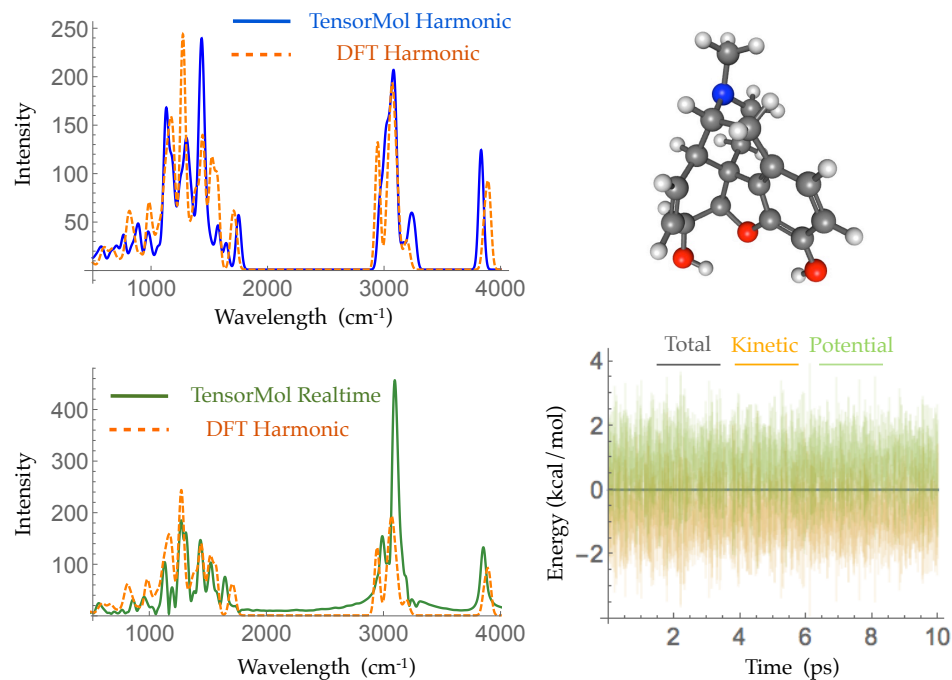 TensorMol Harmonic
DFT Harmonic
250
200
150
100
50
Intensity
1000
2000
3000
4000
Wavelength (cm-1)
TensorMol Realtime
DFT Harmonic
400
300
200
100
Intensity
1000
2000
3000
4000
Wavelength (cm-1)
Total
Kinetic
Potential
4
2
0
−2
Energy (kcal/mol)
2
4
6
8
10
Time (ps)